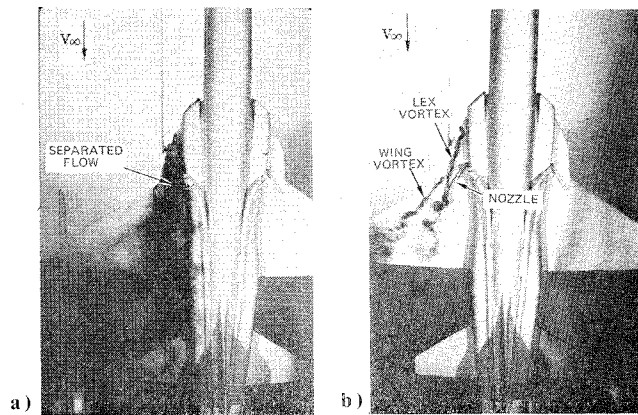 V∞
SEPARATED
FLOW
a)
V∞
LEX
VORTEX
WING
VORTEX
NOZZLE
b)